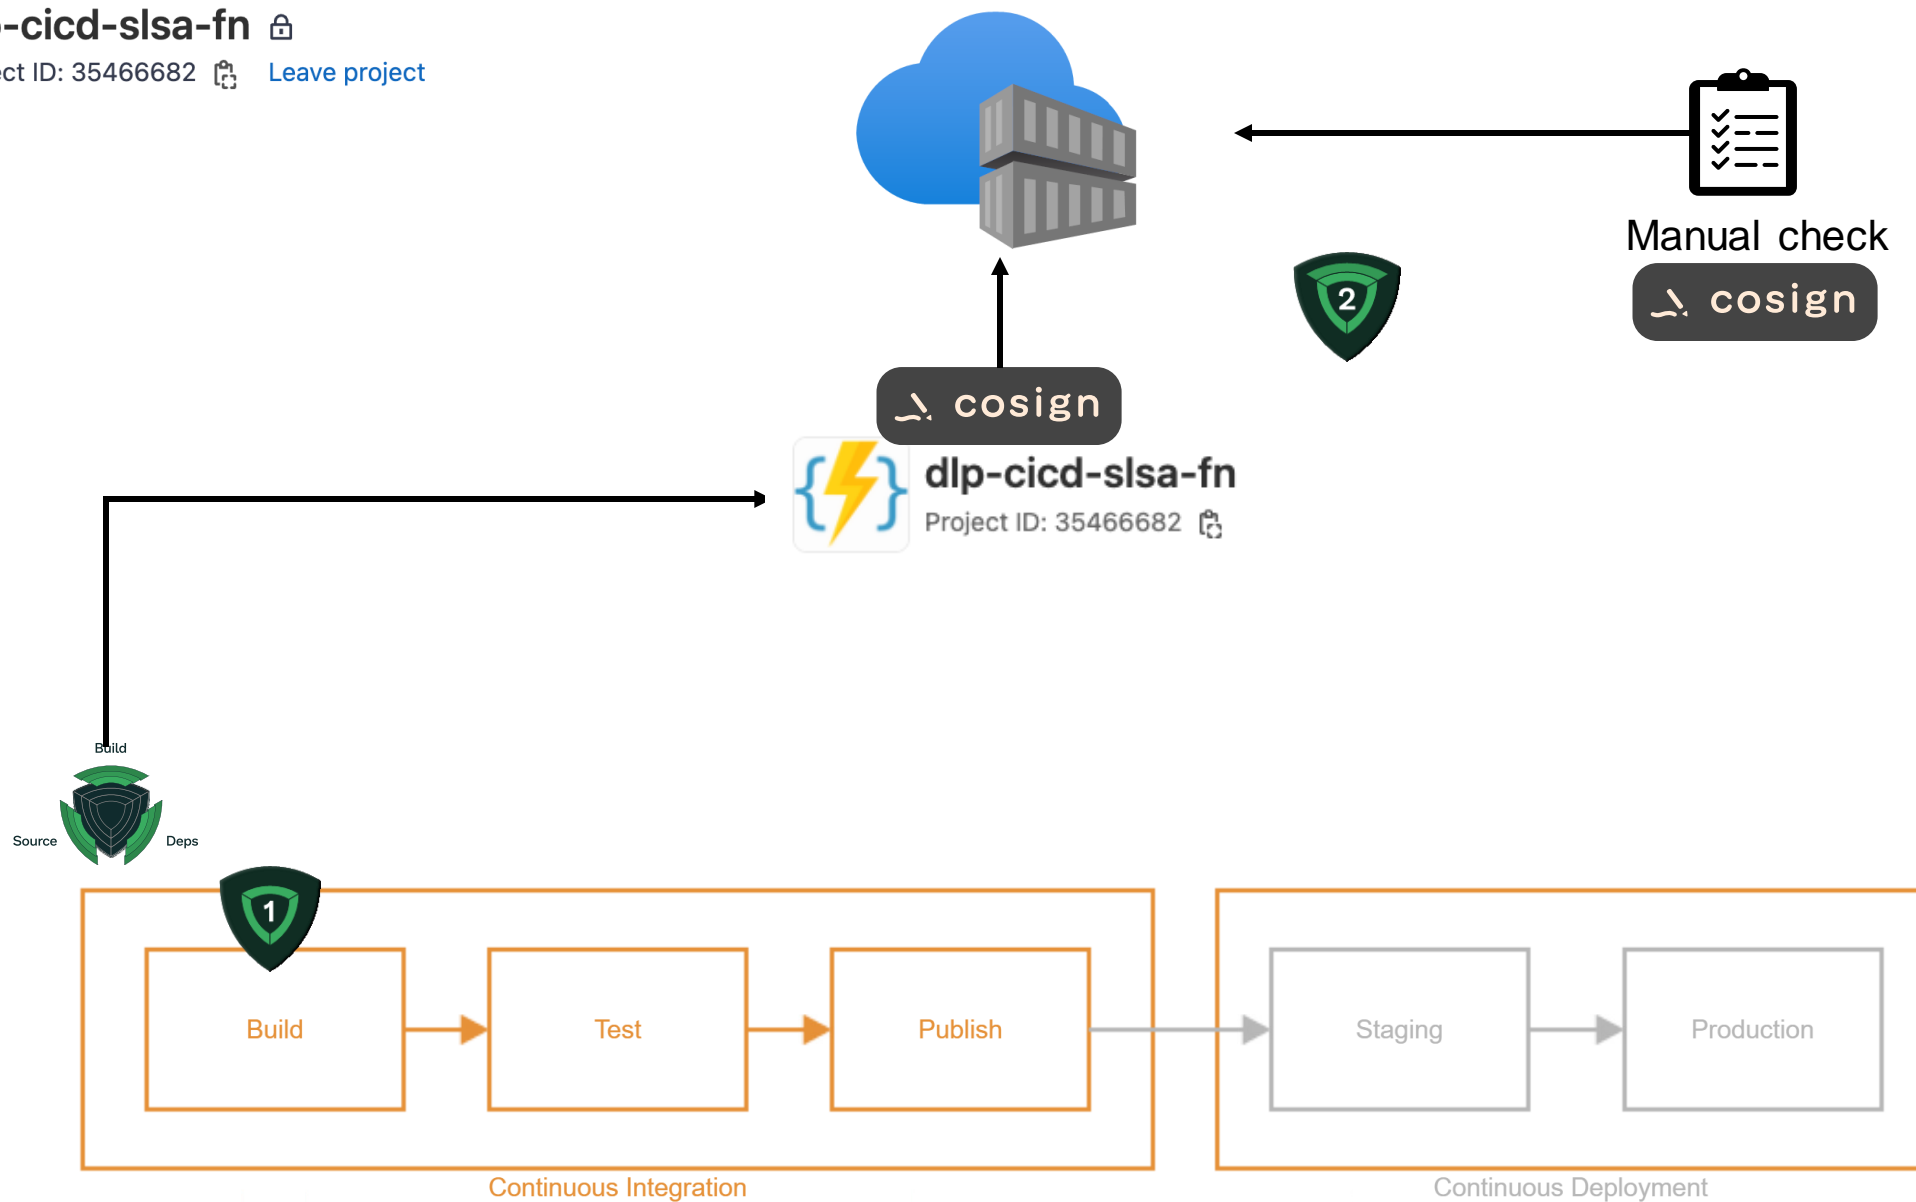 -cicd-slsa-fn
ect ID: 35466682 Leave project
Manual check
2
cosign
cosign
dlp-cicd-slsa-fn
Project ID: 35466682
Build
Source
Deps
1
Build
Test
Publish
Staging
Production
Continuous Integration
Continuous Deployment